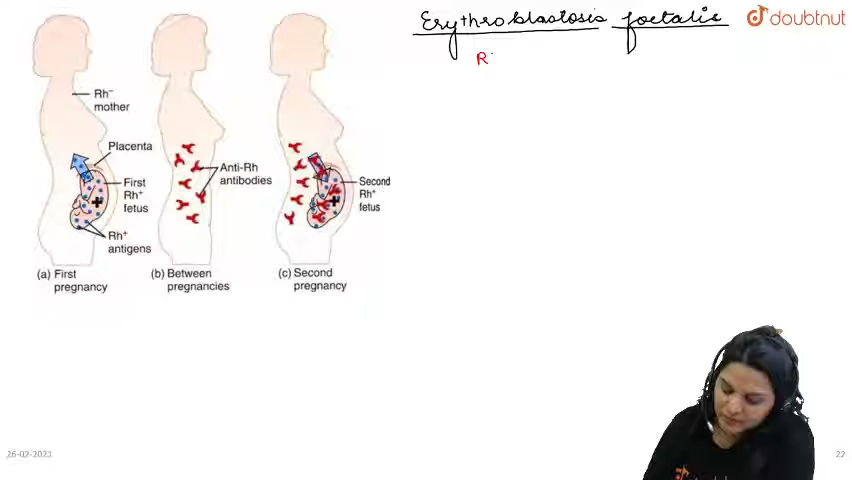 Erythroblastosis foetalis
doubtnut
R
Rh⁻
mother
Placenta
First
Rh⁺
fetus
Rh⁺
antigens
(a) First
pregnancy
Anti-Rh
antibodies
(b) Between
pregnancies
Second
Rh⁺
fetus
(c) Second
pregnancy
26-02-2023
22